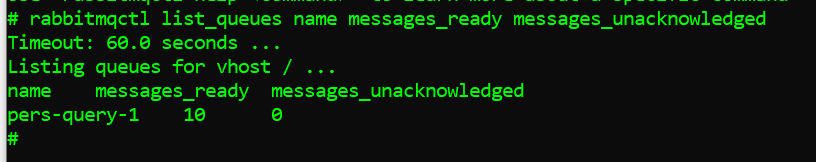 # rabbitmqctl list_queues name messages_ready messages_unacknowledged
Timeout: 60.0 seconds ...
Listing queues for vhost / ...
name    messages_ready  messages_unacknowledged
pers-query-1    10      0
#